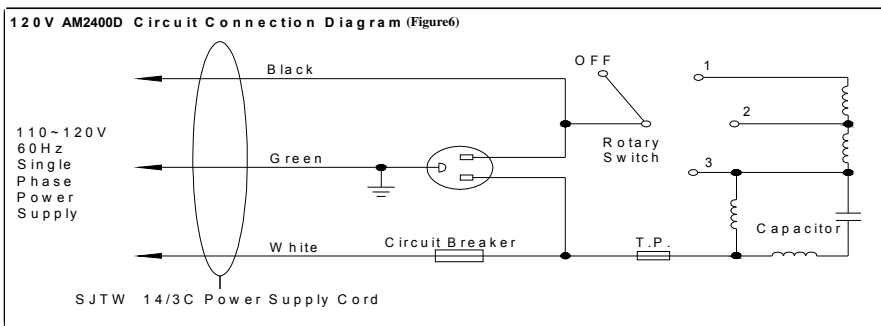 120V AM2400D Circuit Connection Diagram (Figure6)
OFF
1
Black
2
110~120V
60Hz
Single
Phase
Power
Supply
Rotary
Switch
Green
3
Capacitor
White
Circuit Breaker
T.P.
SJTW 14/3C Power Supply Cord